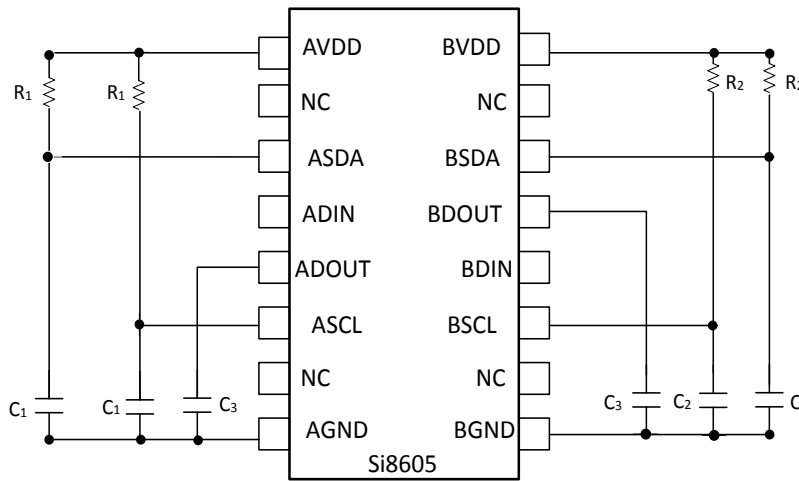 AVDD BVDD
R₁ R₁ R₂ R₂
NC NC
ASDA BSDA
ADIN BDOUT
ADOUT BDIN
ASCL BSCL
NC NC
C₁ C₁ C₃ C₃ C₂ C
AGND BGND
Si8605